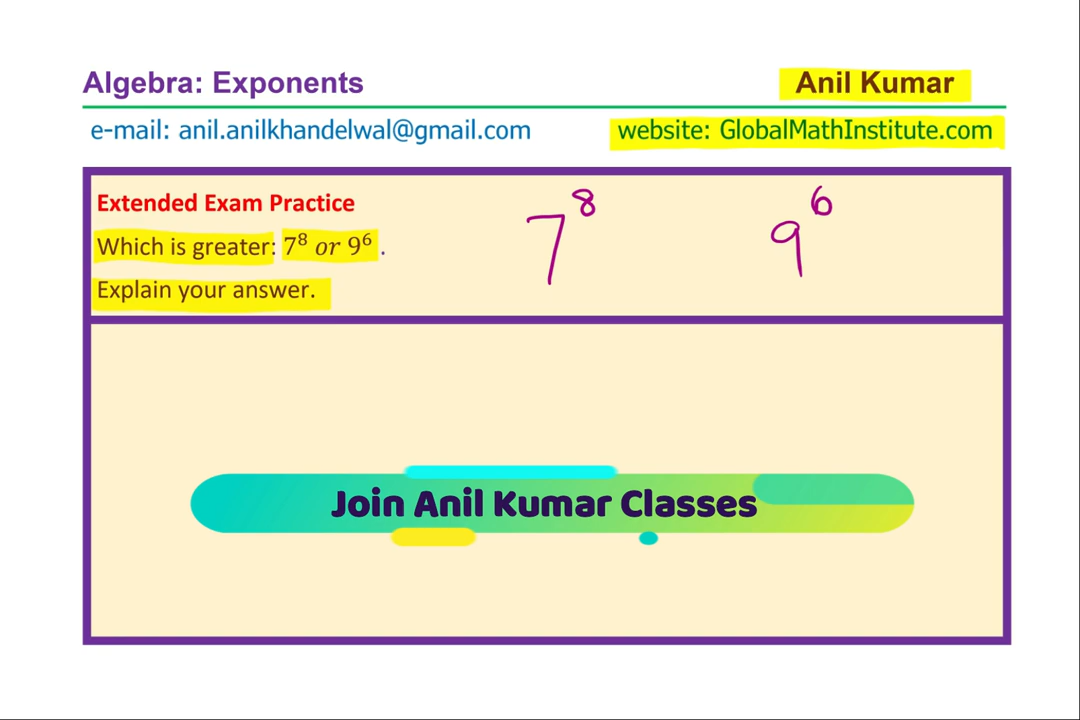 Algebra: Exponents
Anil Kumar
e-mail: anil.anilkhandelwal@gmail.com
website: GlobalMathInstitute.com
Extended Exam Practice
Which is greater: 7⁸ or 9⁶ .
Explain your answer.
7⁸ 9⁶
Join Anil Kumar Classes